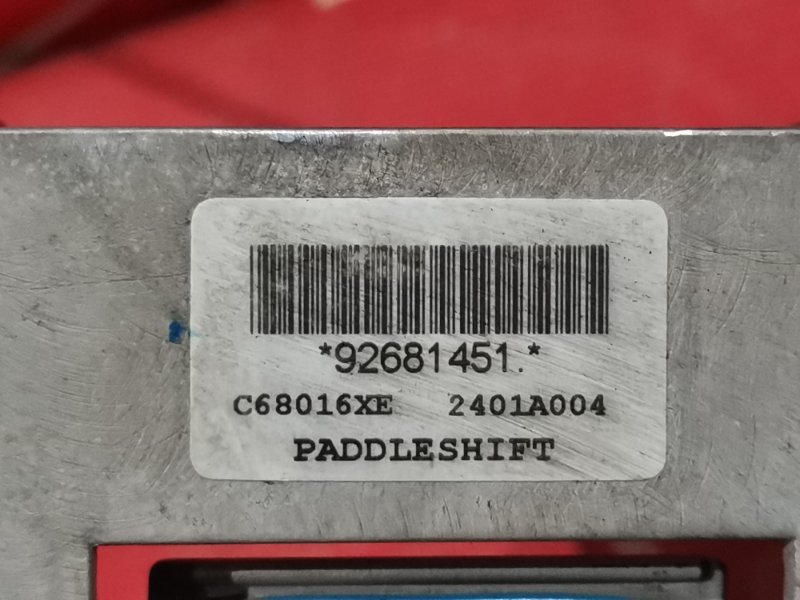 *92681451.*
C68016XE 2401A004
PADDLESHIFT